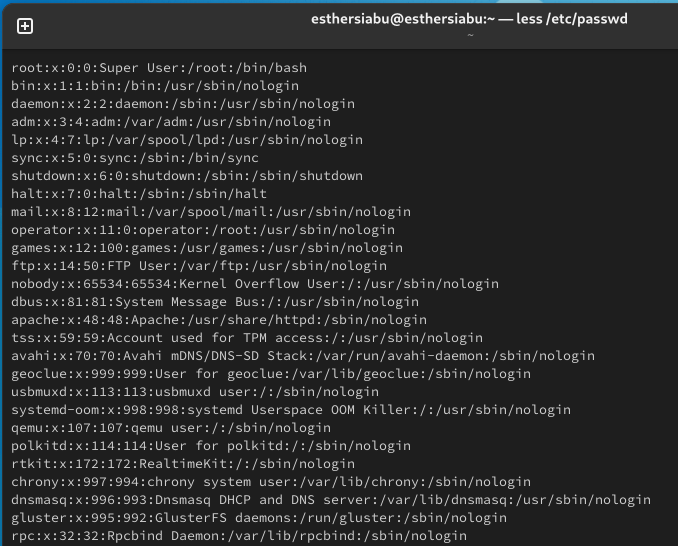 esthersiabu@esthersiabu:~ — less /etc/passwd
~
root:x:0:0:Super User:/root:/bin/bash
bin:x:1:1:bin:/bin:/usr/sbin/nologin
daemon:x:2:2:daemon:/sbin:/usr/sbin/nologin
adm:x:3:4:adm:/var/adm:/usr/sbin/nologin
lp:x:4:7:lp:/var/spool/lpd:/usr/sbin/nologin
sync:x:5:0:sync:/sbin:/bin/sync
shutdown:x:6:0:shutdown:/sbin:/sbin/shutdown
halt:x:7:0:halt:/sbin:/sbin/halt
mail:x:8:12:mail:/var/spool/mail:/usr/sbin/nologin
operator:x:11:0:operator:/root:/usr/sbin/nologin
games:x:12:100:games:/usr/games:/usr/sbin/nologin
ftp:x:14:50:FTP User:/var/ftp:/usr/sbin/nologin
nobody:x:65534:65534:Kernel Overflow User:/:/usr/sbin/nologin
dbus:x:81:81:System Message Bus:/:/usr/sbin/nologin
apache:x:48:48:Apache:/usr/share/httpd:/sbin/nologin
tss:x:59:59:Account used for TPM access:/:/usr/sbin/nologin
avahi:x:70:70:Avahi mDNS/DNS-SD Stack:/var/run/avahi-daemon:/sbin/nologin
geoclue:x:999:999:User for geoclue:/var/lib/geoclue:/sbin/nologin
usbmuxd:x:113:113:usbmuxd user:/:/sbin/nologin
systemd-oom:x:998:998:systemd Userspace OOM Killer:/:/usr/sbin/nologin
qemu:x:107:107:qemu user:/:/sbin/nologin
polkitd:x:114:114:User for polkitd:/:/sbin/nologin
rtkit:x:172:172:RealtimeKit:/:/sbin/nologin
chrony:x:997:994:chrony system user:/var/lib/chrony:/sbin/nologin
dnsmasq:x:996:993:Dnsmasq DHCP and DNS server:/var/lib/dnsmasq:/usr/sbin/nologin
gluster:x:995:992:GlusterFS daemons:/run/gluster:/sbin/nologin
rpc:x:32:32:Rpcbind Daemon:/var/lib/rpcbind:/sbin/nologin